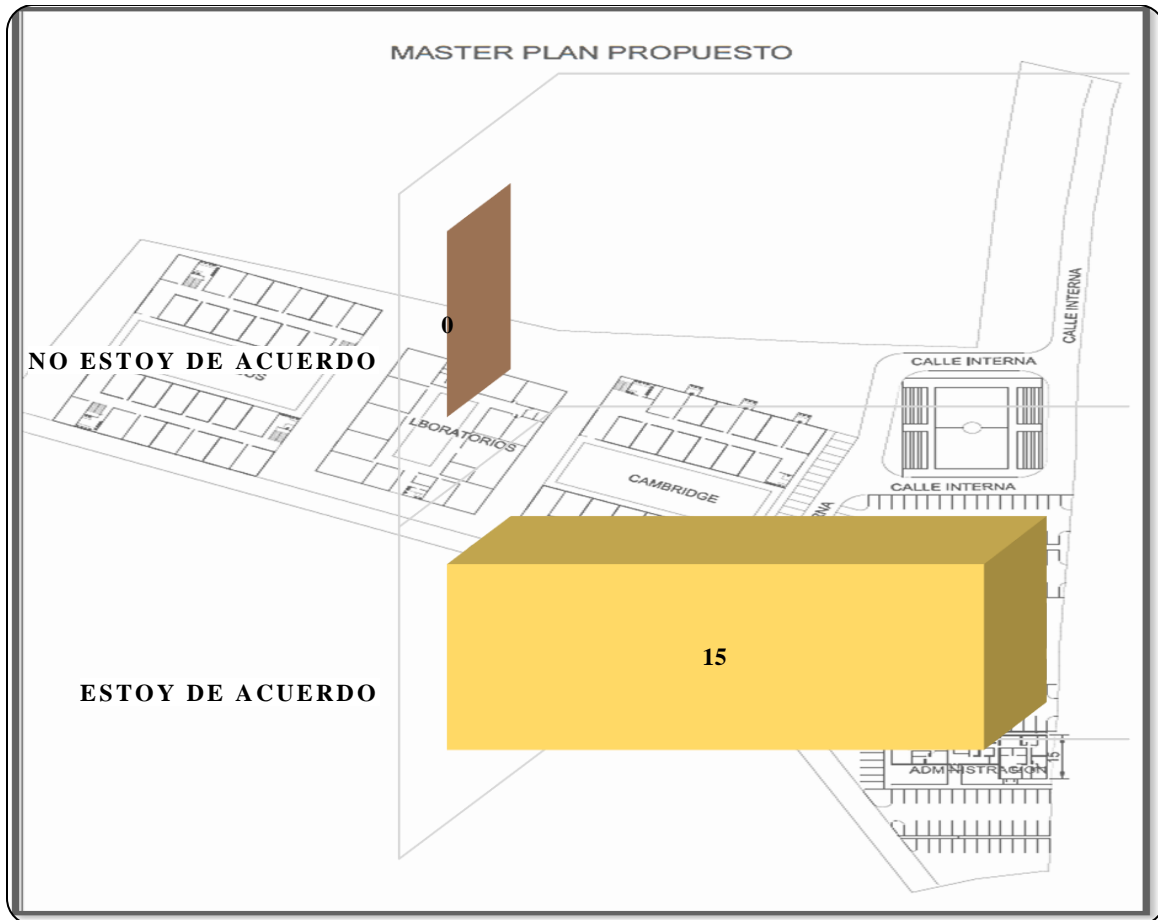 MASTER PLAN PROPUESTO
CALLE INTERNA
0
NO ESTOY DE ACUERDO
CALLE INTERNA
LBORATORIOS
CAMBRIDGE
CALLE INTERNA
15
ESTOY DE ACUERDO
15
ADMINISTRACION